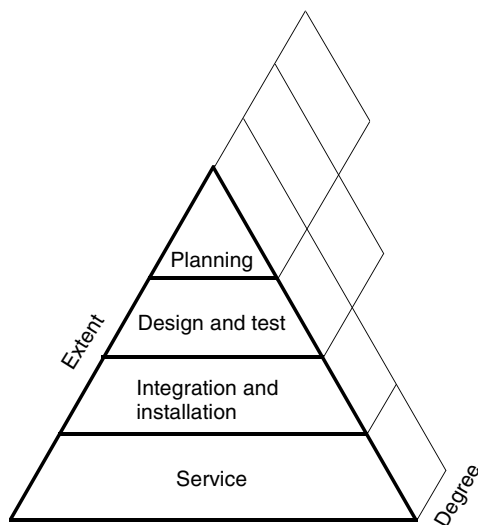 Planning
Design and test
Extent
Integration and
installation
Service
Degree